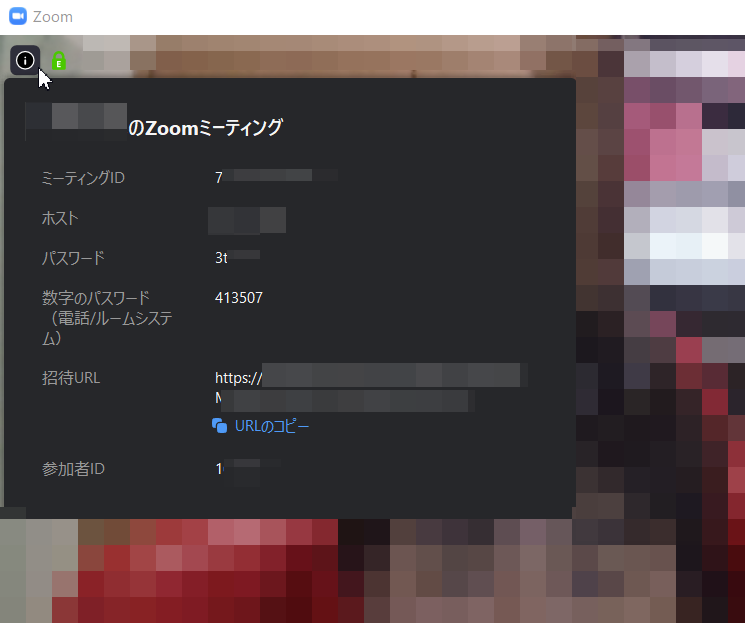 Zoom
のZoomミーティング
ミーティングID 7
ホスト
パスワード 3t
数字のパスワード 413507
（電話/ルームシステ
ム）
招待URL https://
M
URLのコピー
参加者ID 1